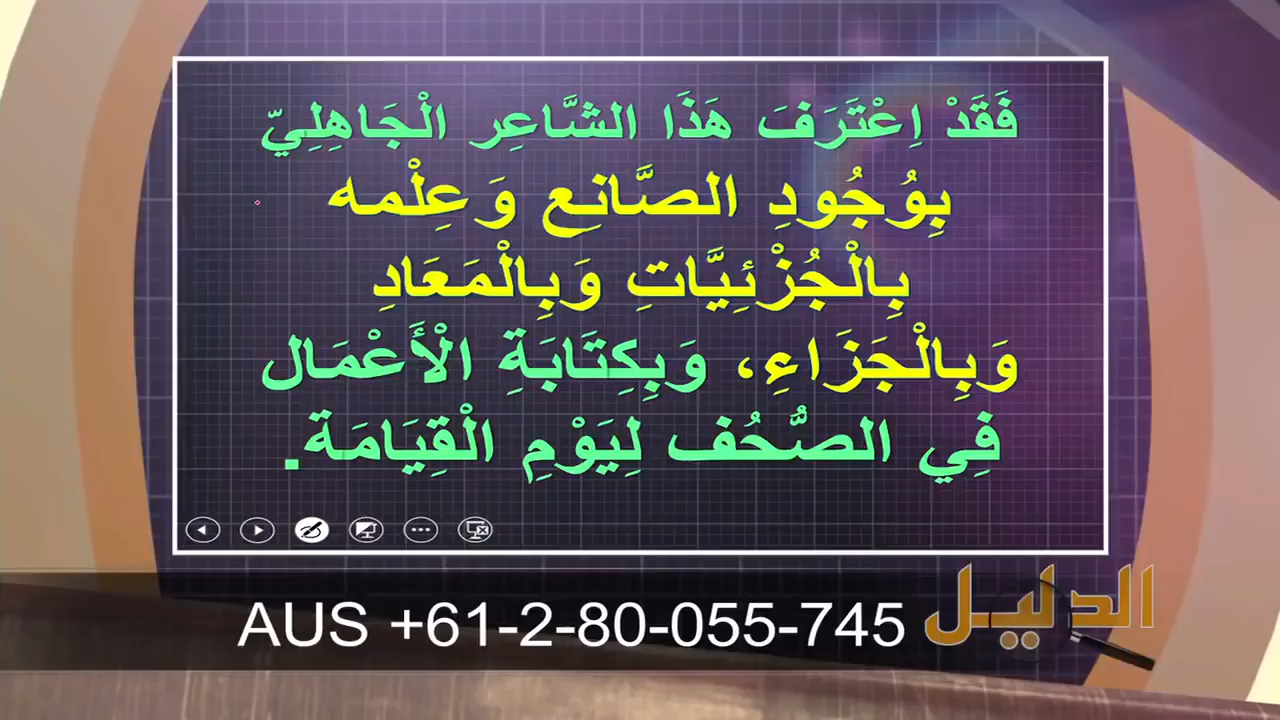 فَقَدْ اِعْتَرَفَ هَذَا الشَّاعِر الْجَاهِلِيّ
بِوُجُودِ الصَّانِع وَعِلْمه
بِالْجُزْئِيَّاتِ وَبِالْمَعَادِ
وَبِالْجَزَاءِ، وَبِكِتَابَةِ الْأَعْمَال
فِي الصُّحُف لِيَوْمِ الْقِيَامَة.
AUS +61-2-80-055-745
الدليل